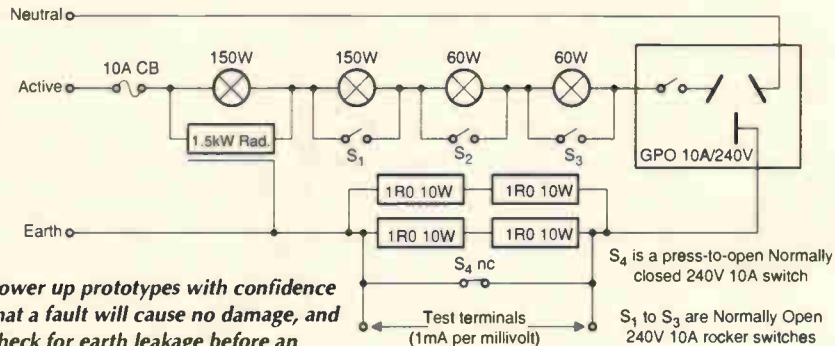 Neutral
150W 150W 60W 60W
10A CB
Active
1.5kW Rad.
S1 S2 S3
GPO 10A/240V
1R0 10W 1R0 10W
Earth
1R0 10W 1R0 10W
S4 nc
S4 is a press-to-open Normally
closed 240V 10A switch
ower up prototypes with confidence
hat a fault will cause no damage, and
heck for earth leakage before an
Test terminals
(1mA per millivolt)
S1 to S3 are Normally Open
240V 10A rocker switches